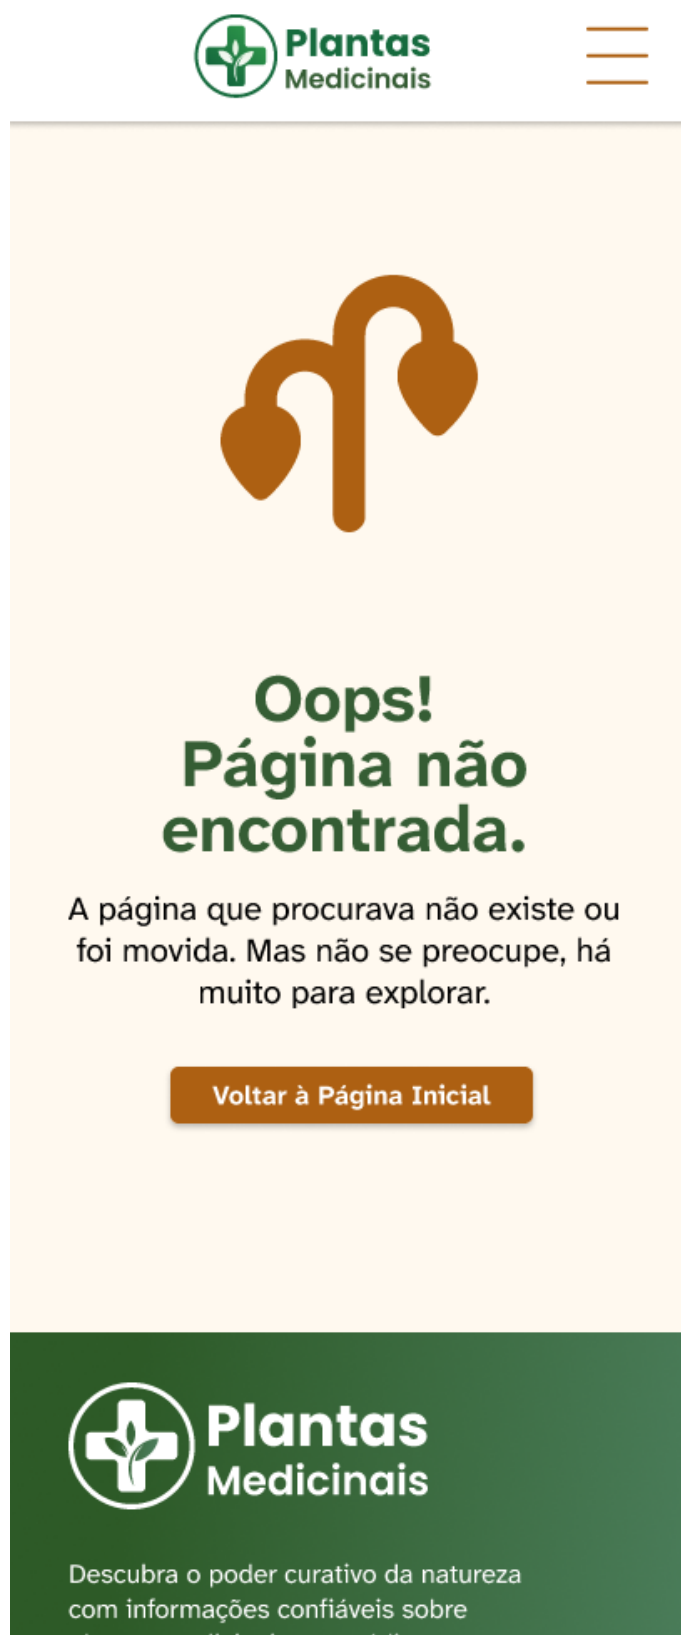 Plantas
Medicinais
Oops!
Página não
encontrada.
A página que procurava não existe ou
foi movida. Mas não se preocupe, há
muito para explorar.
Voltar à Página Inicial
Plantas
Medicinais
Descubra o poder curativo da natureza
com informações confiáveis sobre